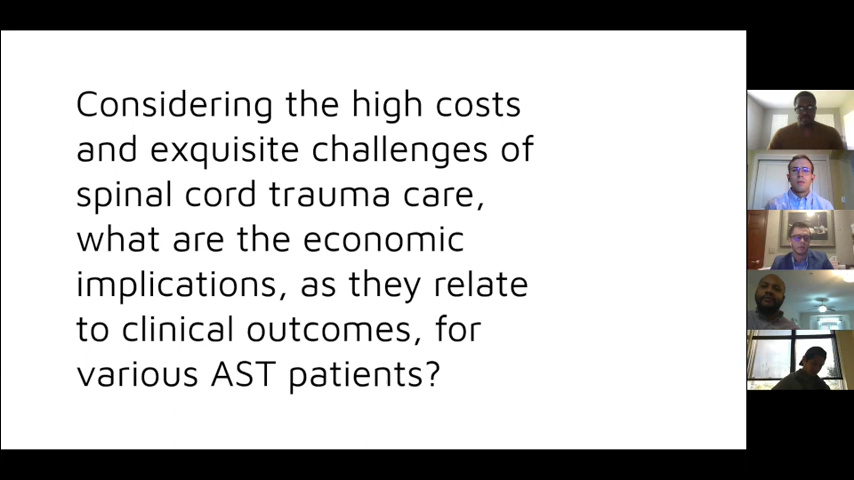 Considering the high costs
and exquisite challenges of
spinal cord trauma care,
what are the economic
implications, as they relate
to clinical outcomes, for
various AST patients?